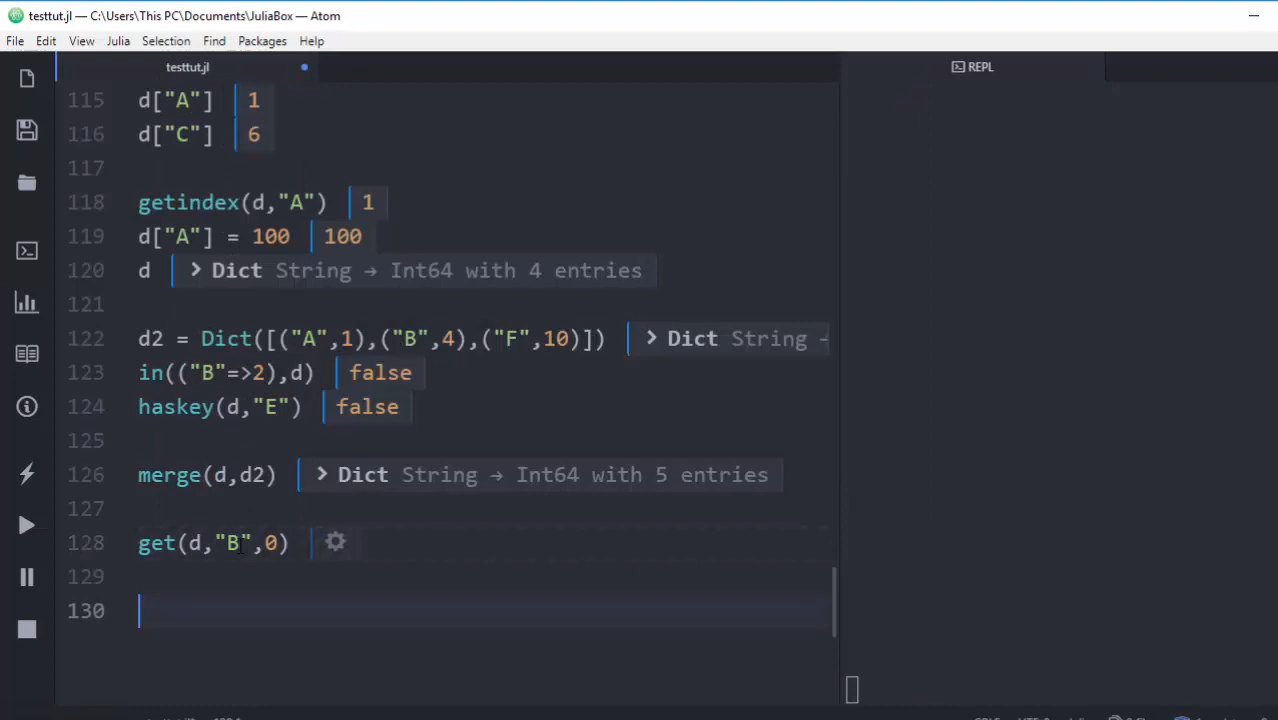 testtut.jl — C:\Users\This PC\Documents\JuliaBox — Atom
File Edit View Julia Selection Find Packages Help
testtut.jl
REPL
115 d["A"] 1
116 d["C"] 6
117
118 getindex(d,"A") 1
119 d["A"] = 100 100
120 d > Dict String → Int64 with 4 entries
121
122 d2 = Dict([("A",1),("B",4),("F",10)]) > Dict String
123 in(("B"=>2),d) false
124 haskey(d,"E") false
125
126 merge(d,d2) > Dict String → Int64 with 5 entries
127
128 get(d,"B",0)
129
130